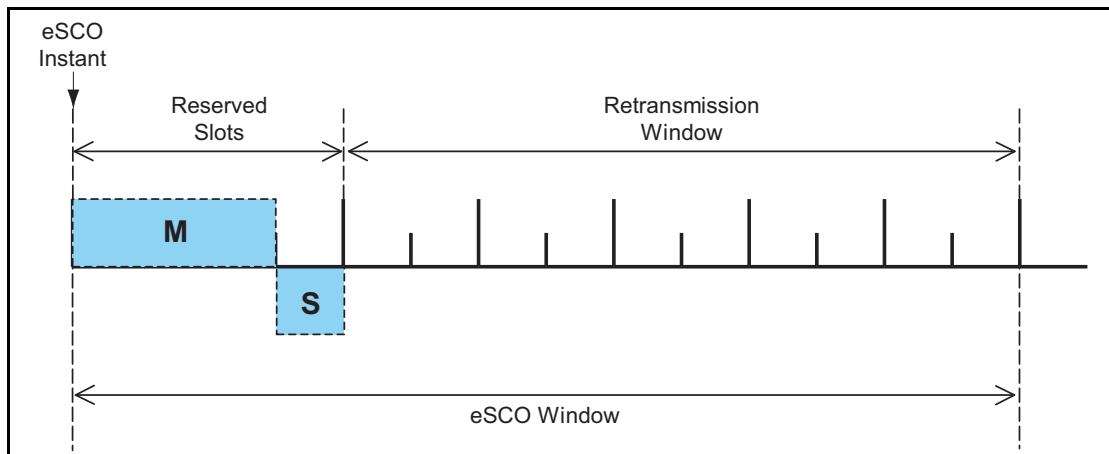 eSCO
Instant
Reserved
Slots
Retransmission
Window
M
S
eSCO Window